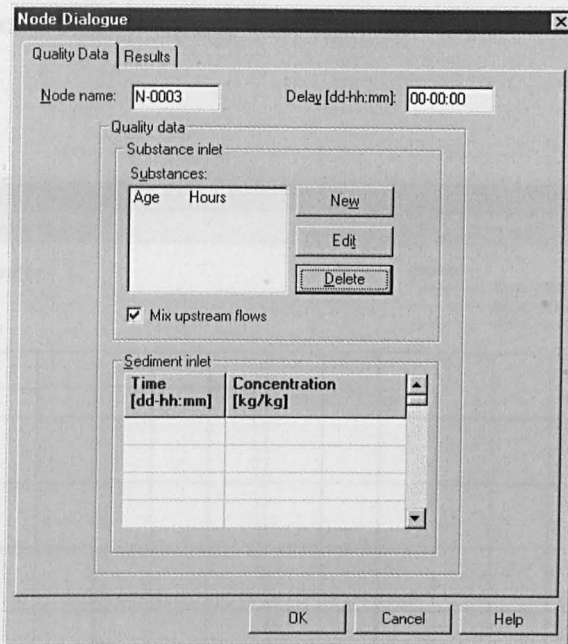 Node Dialogue
Quality Data Results
Node name: N-0003 Delay [dd-hh:mm]: 00-00:00
Quality data
Substance inlet
Substances:
Age Hours
New
Edit
Delete
Mix upstream flows
Sediment inlet
Time Concentration
[dd-hh:mm] [kg/kg]
OK Cancel Help